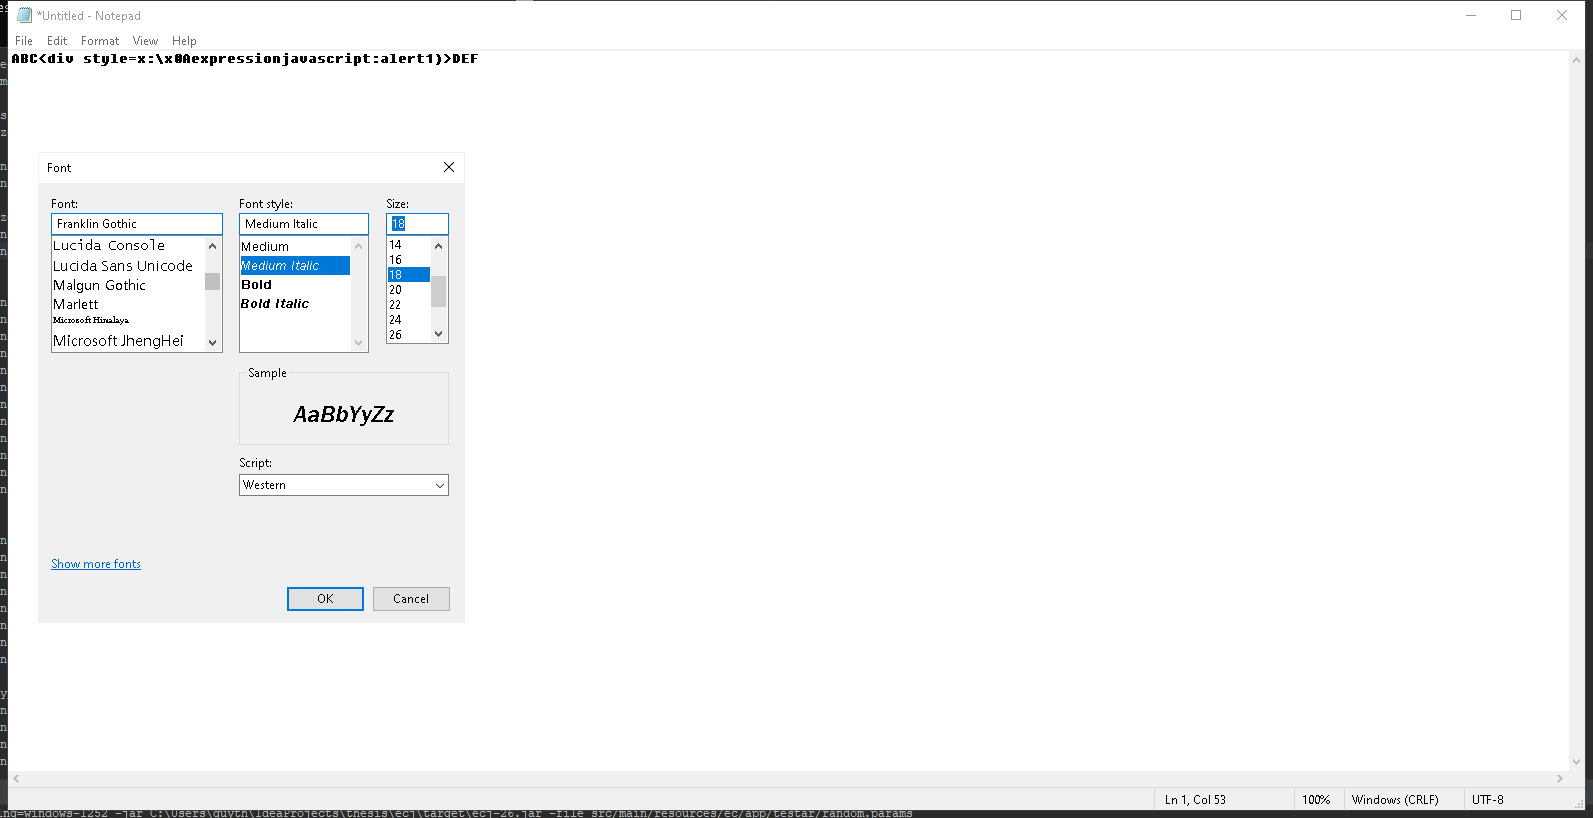 *Untitled - Notepad
File Edit Format View Help
ABC<div style=x:\x0Aexpressionjavascript:alert1)>DEF
Font
Font: Font style: Size:
Franklin Gothic Medium Italic 18
Lucida Console
Lucida Sans Unicode
Malgun Gothic
Marlett
Microsoft Himalaya
Microsoft JhengHei
Medium
Medium Italic
Bold
Bold Italic
14
16
18
20
22
24
26
Sample
AaBbYyZz
Script:
Western
Show more fonts
OK Cancel
Ln 1, Col 53 100% Windows (CRLF) UTF-8
ing=windows-1252 -jar C:\Users\guyth\IdeaProjects\thesis\ecj\target\ecj-26.jar -file src/main/resources/ec/app/testar/random.params